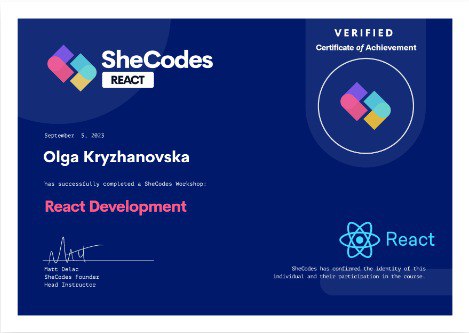 SheCodes
REACT
VERIFIED
Certificate of Achievement
September 5, 2023
Olga Kryzhanovska
has successfully completed a SheCodes Workshop:
React Development
Matt Delac
SheCodes Founder
Head Instructor
React
SheCodes has confirmed the identity of this
individual and their participation in the course.